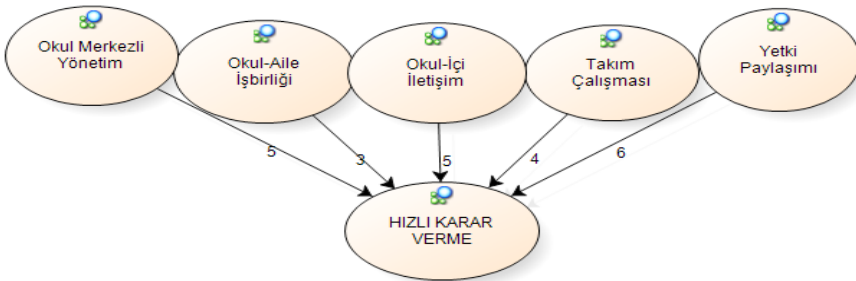 Okul Merkezli
Yönetim
Okul-Aile
İşbirliği
Okul-İçi
İletişim
Takım
Çalışması
Yetki
Paylaşımı
5
3
5
4
6
HIZLI KARAR
VERME